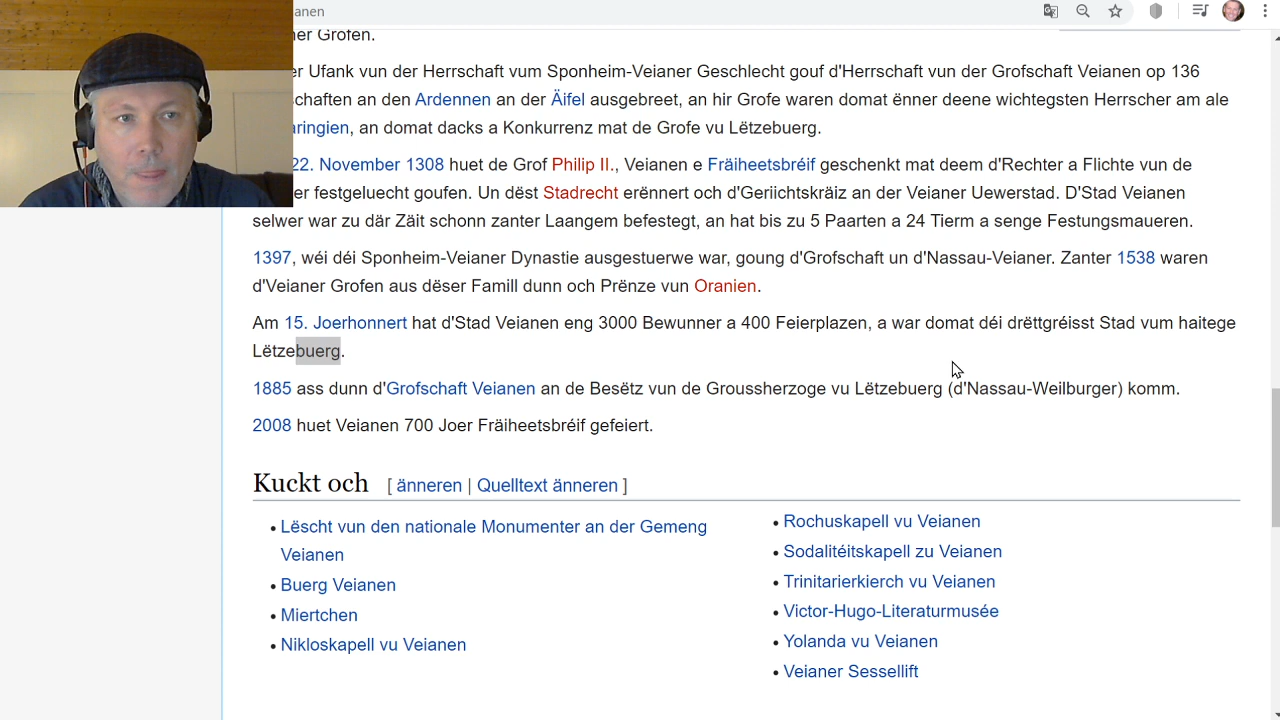 anen
er Grofen.
er Ufank vun der Herrschaft vum Sponheim-Veianer Geschlecht gouf d'Herrschaft vun der Grofschaft Veianen op 136
schaften an den Ardennen an der Äifel ausgebreet, an hir Grofe waren domat ënner deene wichtegsten Herrscher am ale
aringien, an domat dacks a Konkurrenz mat de Grofe vu Lëtzebuerg.
22. November 1308 huet de Grof Philip II., Veianen e Fräiheetsbréif geschenkt mat deem d'Rechter a Flichte vun de
er festgeluecht goufen. Un dëst Stadrecht erënnert och d'Geriichtskräiz an der Veianer Uewerstad. D'Stad Veianen
selwer war zu där Zäit schonn zanter Laangem befestegt, an hat bis zu 5 Paarten a 24 Tierm a senge Festungsmaueren.
1397, wéi déi Sponheim-Veianer Dynastie ausgestuerwe war, goung d'Grofschaft un d'Nassau-Veianer. Zanter 1538 waren
d'Veianer Grofen aus dëser Famill dunn och Prënze vun Oranien.
Am 15. Joerhonnert hat d'Stad Veianen eng 3000 Bewunner a 400 Feierplazen, a war domat déi drëttgréisst Stad vum haitege
Lëtzebuerg.
1885 ass dunn d'Grofschaft Veianen an de Besëtz vun de Groussherzoge vu Lëtzebuerg (d'Nassau-Weilburger) komm.
2008 huet Veianen 700 Joer Fräiheetsbréif gefeiert.
Kuckt och [ änneren | Quelltext änneren ]
• Lëscht vun den nationale Monumenter an der Gemeng
Veianen
• Buerg Veianen
• Miertchen
• Nikloskapell vu Veianen
• Rochuskapell vu Veianen
• Sodalitéitskapell zu Veianen
• Trinitarierkierch vu Veianen
• Victor-Hugo-Literaturmusée
• Yolanda vu Veianen
• Veianer Sessellift